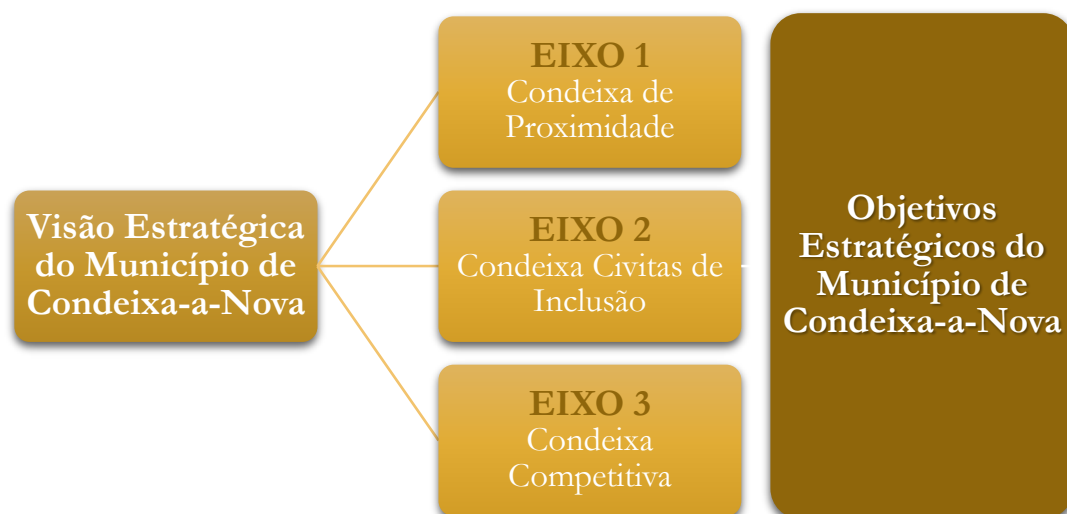 Visão Estratégica
do Município de
Condeixa-a-Nova
EIXO 1
Condeixa de
Proximidade
EIXO 2
Condeixa Civitas de
Inclusão
EIXO 3
Condeixa
Competitiva
Objetivos
Estratégicos do
Município de
Condeixa-a-Nova